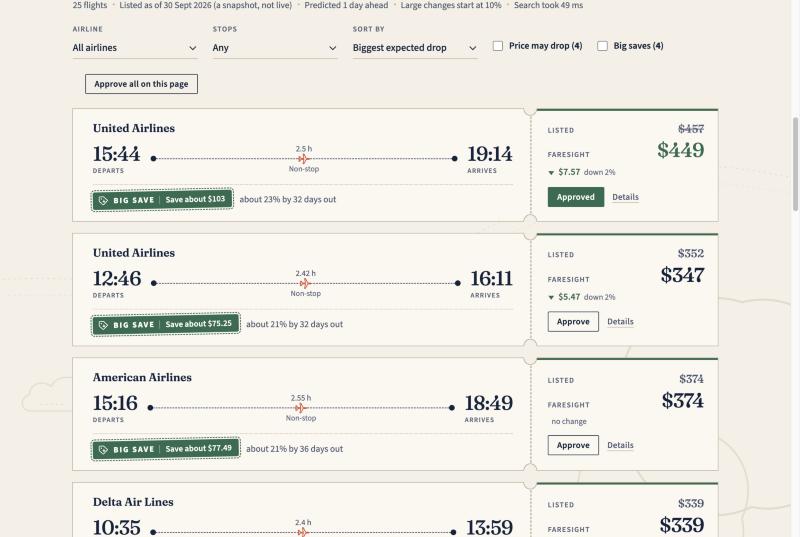 25 flights • Listed as of 30 Sept 2026 (a snapshot, not live) • Predicted 1 day ahead • Large changes start at 10% • Search took 49 ms
AIRLINE STOPS SORT BY
All airlines Any Biggest expected drop Price may drop (4) Big saves (4)
Approve all on this page
United Airlines
LISTED $457
15:44 2.5 h 19:14
FARESIGHT $449
DEPARTS Non-stop ARRIVES
$7.57 down 2%
BIG SAVE Save about $103 about 23% by 32 days out
Approved Details
United Airlines
LISTED $352
12:46 2.42 h 16:11
FARESIGHT $347
DEPARTS Non-stop ARRIVES
$5.47 down 2%
BIG SAVE Save about $75.25 about 21% by 32 days out
Approve Details
American Airlines
LISTED $374
15:16 2.55 h 18:49
FARESIGHT $374
DEPARTS Non-stop ARRIVES
no change
BIG SAVE Save about $77.49 about 21% by 36 days out
Approve Details
Delta Air Lines
LISTED $339
10:35 2.4 h 13:59
FARESIGHT $339